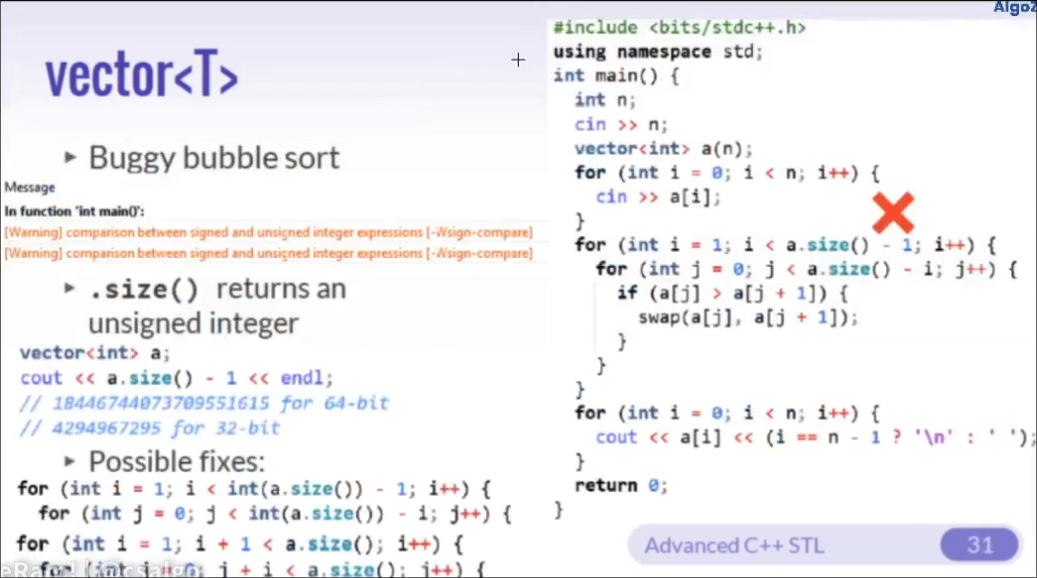 vector<T>
Buggy bubble sort
Message
In function 'int main()':
[Warning] comparison between signed and unsigned integer expressions [-Wsign-compare]
[Warning] comparison between signed and unsigned integer expressions [-Wsign-compare]
.size() returns an
unsigned integer
vector<int> a;
cout << a.size() - 1 << endl;
// 18446744073709551615 for 64-bit
// 4294967295 for 32-bit
Possible fixes:
for (int i = 1; i < int(a.size()) - 1; i++) {
for (int j = 0; j < int(a.size()) - i; j++) {
for (int i = 1; i + 1 < a.size(); i++) {
for (int j = 0; j + i < a.size(); j++) {
#include <bits/stdc++.h>
using namespace std;
int main() {
int n;
cin >> n;
vector<int> a(n);
for (int i = 0; i < n; i++) {
cin >> a[i];
}
for (int i = 1; i < a.size() - 1; i++) {
for (int j = 0; j < a.size() - i; j++) {
if (a[j] > a[j + 1]) {
swap(a[j], a[j + 1]);
}
}
}
for (int i = 0; i < n; i++) {
cout << a[i] << (i == n - 1 ? '\n' : ' ');
}
return 0;
}
Advanced C++ STL
31